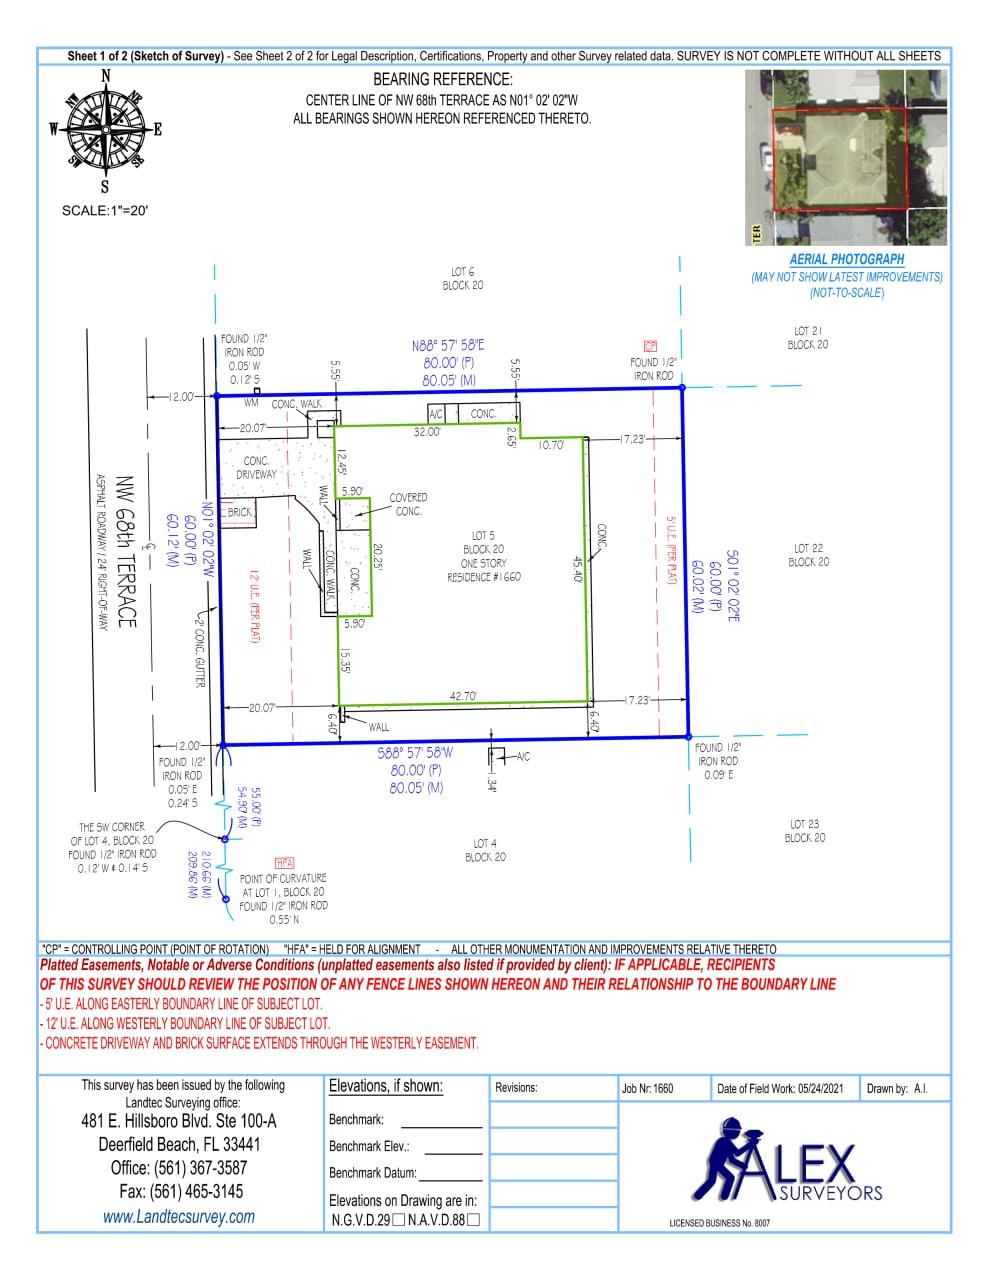 Sheet 1 of 2 (Sketch of Survey) - See Sheet 2 of 2 for Legal Description, Certifications, Property and other Survey related data. SURVEY IS NOT COMPLETE WITHOUT ALL SHEETS
N
NW
NE
W
E
SW
SE
S
SCALE:1"=20'
BEARING REFERENCE:
CENTER LINE OF NW 68th TERRACE AS N01° 02' 02"W
ALL BEARINGS SHOWN HEREON REFERENCED THERETO.
TER
AERIAL PHOTOGRAPH
(MAY NOT SHOW LATEST IMPROVEMENTS)
(NOT-TO-SCALE)
LOT 6
BLOCK 20
LOT 21
BLOCK 20
FOUND 1/2"
IRON ROD
0.05' W
0.12' S
N88° 57' 58"E
80.00' (P)
80.05' (M)
CP
FOUND 1/2"
IRON ROD
5.55'
5.55'
12.00'
WM
CONC. WALK
A/C
CONC.
20.07'
32.00'
2.65'
10.70'
17.23'
CONC.
DRIVEWAY
12.45'
WALL
5.90'
COVERED
CONC.
BRICK
NW 68th TERRACE
ASPHALT ROADWAY / 24' RIGHT-OF-WAY
N01° 02' 02"W
60.00' (P)
60.12' (M)
2' CONC. GUTTER
12' U.E. (PER PLAT)
WALL
CONC. WALK
CONC.
20.25'
5.90'
15.35'
LOT 5
BLOCK 20
ONE STORY
RESIDENCE #1660
45.40'
CONC.
5' U.E. (PER PLAT)
S01° 02' 02"E
60.00' (P)
60.02' (M)
LOT 22
BLOCK 20
42.70'
20.07'
17.23'
6.40'
WALL
6.40'
12.00'
FOUND 1/2"
IRON ROD
0.05' E
0.24' S
S88° 57' 58"W
80.00' (P)
80.05' (M)
A/C
.34'
FOUND 1/2"
IRON ROD
0.09' E
55.00' (P)
54.90' (M)
THE SW CORNER
OF LOT 4, BLOCK 20
FOUND 1/2" IRON ROD
0.12' W & 0.14' S
210.66' (M)
209.86' (M)
HFA
POINT OF CURVATURE
AT LOT 1, BLOCK 20
FOUND 1/2" IRON ROD
0.55' N
LOT 4
BLOCK 20
LOT 23
BLOCK 20
"CP" = CONTROLLING POINT (POINT OF ROTATION) "HFA" = HELD FOR ALIGNMENT - ALL OTHER MONUMENTATION AND IMPROVEMENTS RELATIVE THERETO
Platted Easements, Notable or Adverse Conditions (unplatted easements also listed if provided by client): IF APPLICABLE, RECIPIENTS
OF THIS SURVEY SHOULD REVIEW THE POSITION OF ANY FENCE LINES SHOWN HEREON AND THEIR RELATIONSHIP TO THE BOUNDARY LINE
- 5' U.E. ALONG EASTERLY BOUNDARY LINE OF SUBJECT LOT.
- 12' U.E. ALONG WESTERLY BOUNDARY LINE OF SUBJECT LOT.
- CONCRETE DRIVEWAY AND BRICK SURFACE EXTENDS THROUGH THE WESTERLY EASEMENT.
This survey has been issued by the following
Landtec Surveying office:
481 E. Hillsboro Blvd. Ste 100-A
Deerfield Beach, FL 33441
Office: (561) 367-3587
Fax: (561) 465-3145
www.Landtecsurvey.com
Elevations, if shown:
Benchmark:
Benchmark Elev.:
Benchmark Datum:
Elevations on Drawing are in:
N.G.V.D.29 N.A.V.D.88
Revisions:
Job Nr: 1660
Date of Field Work: 05/24/2021
Drawn by: A.I.
ALEX
SURVEYORS
LICENSED BUSINESS No. 8007